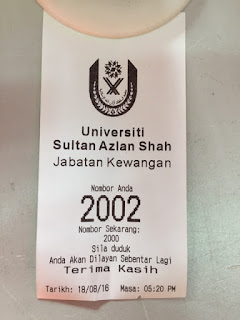 Universiti
Sultan Azlan Shah
Jabatan Kewangan
Nombor Anda
2002
Nombor Sekarang:
2000
Sila duduk
Anda Akan Dilayan Sebentar Lagi
Terima Kasih
Tarikh: 18/08/16 Masa: 05:20 PM